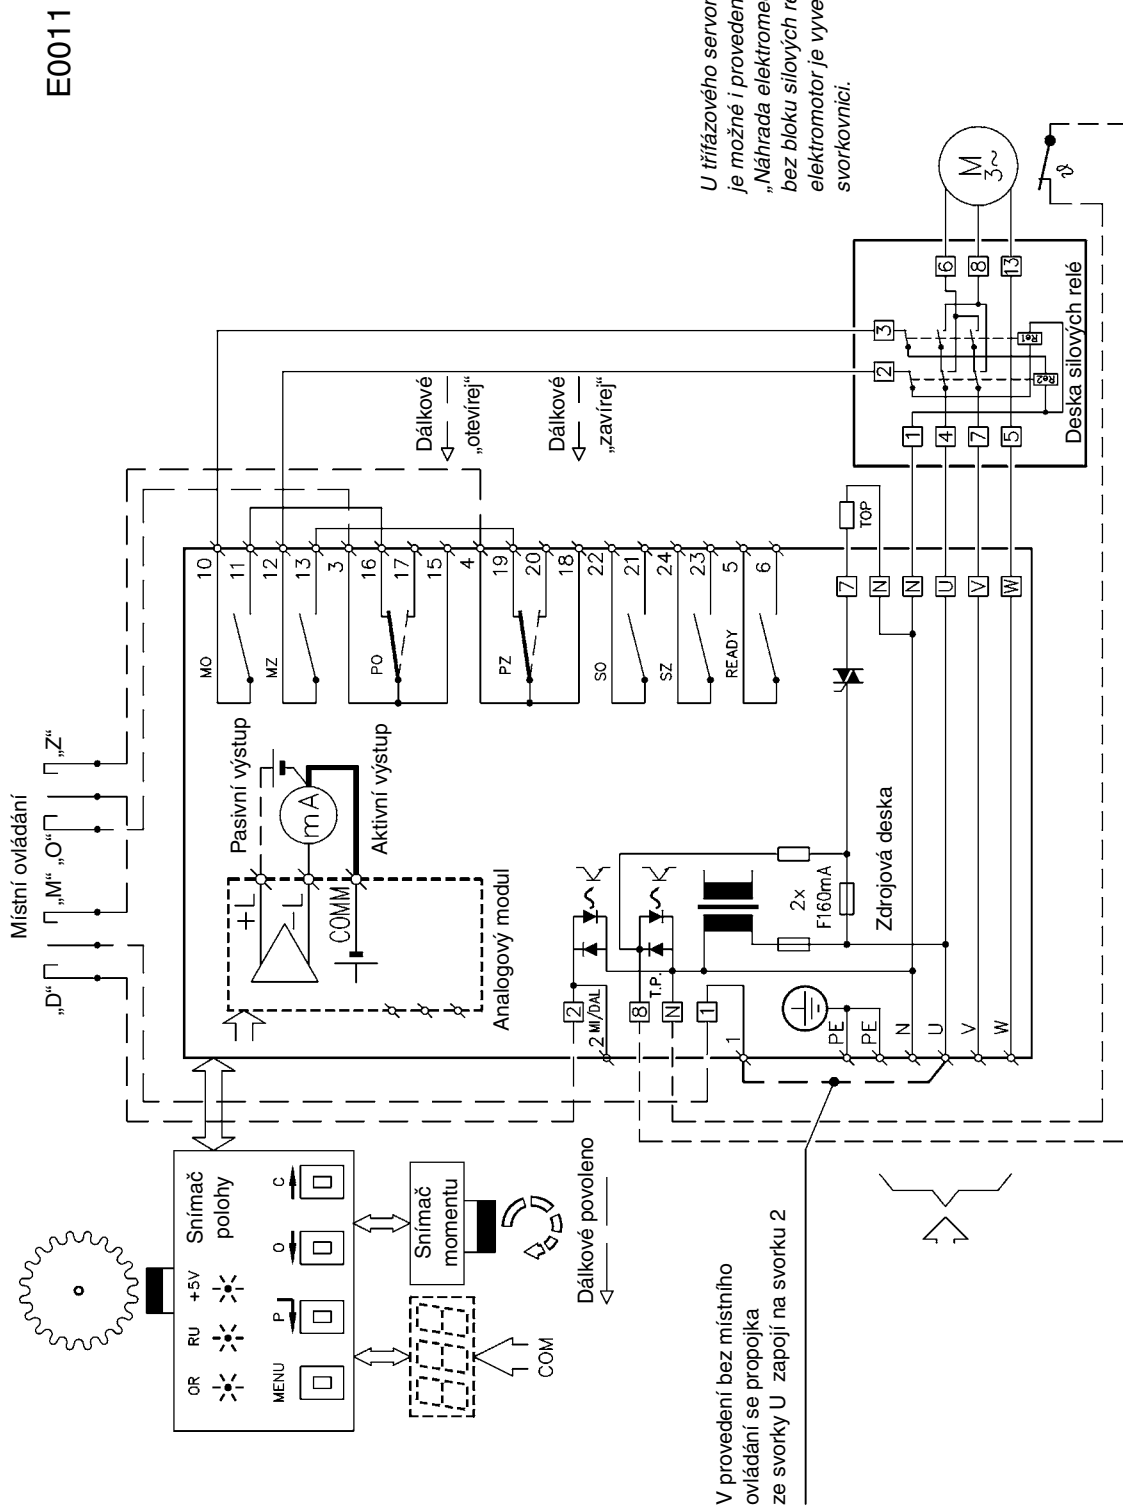 E0011
U třífázového servor
je možné i proveden
„Náhrada elektrome
bez bloku silových re
elektromotor je vyve
svorkovnici.
Místní ovládání
„D“
„M“
„O“
„Z“
Pasivní výstup
Aktivní výstup
+L
-L
COMM
mA
Analogový modul
MO
MZ
PO
PZ
SO
SZ
READY
10
11
12
13
3
16
17
15
4
19
20
18
22
21
24
23
5
6
Dálkové
„otevírej“
Dálkové
„zavírej“
TOP
7
N
N
U
V
W
Zdrojová deska
2x
F160mA
2
2 MI/DAL
8
T.P.
N
1
1
PE
PE
N
U
V
W
3
2
1
4
7
5
6
8
13
Re1
Re2
Deska silových relé
M
3~
ϑ
Snímač
polohy
OR
RU
+5V
MENU
P
O
C
Snímač
momentu
COM
Dálkové povoleno
V provedení bez místního
ovládání se propojka
ze svorky U zapojí na svorku 2